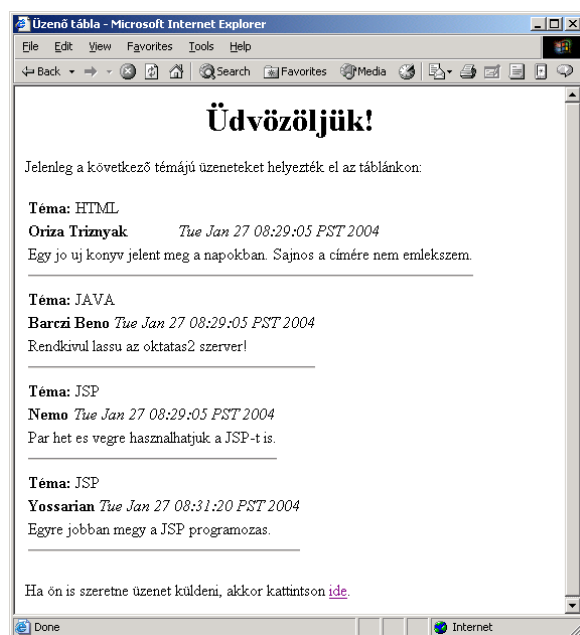 Üzenő tábla - Microsoft Internet Explorer
File Edit View Favorites Tools Help
Back Search Favorites Media
Üdvözöljük!
Jelenleg a következő témájú üzeneteket helyezték el az táblánkon:
Téma: HTML
Oriza Triznyak Tue Jan 27 08:29:05 PST 2004
Egy jo uj konyv jelent meg a napokban. Sajnos a címére nem emlekszem.
Téma: JAVA
Barczi Beno Tue Jan 27 08:29:05 PST 2004
Rendkivul lassu az oktatas2 szerver!
Téma: JSP
Nemo Tue Jan 27 08:29:05 PST 2004
Par het es vegre hasznalhatjuk a JSP-t is.
Téma: JSP
Yossarian Tue Jan 27 08:31:20 PST 2004
Egyre jobban megy a JSP programozas.
Ha ön is szeretne üzenet küldeni, akkor kattintson ide.
Done Internet